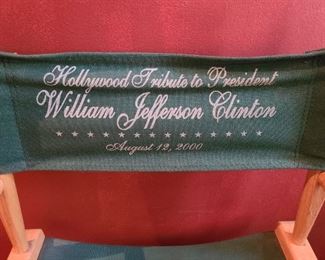 Hollywood Tribute to President
William Jefferson Clinton
August 12, 2000